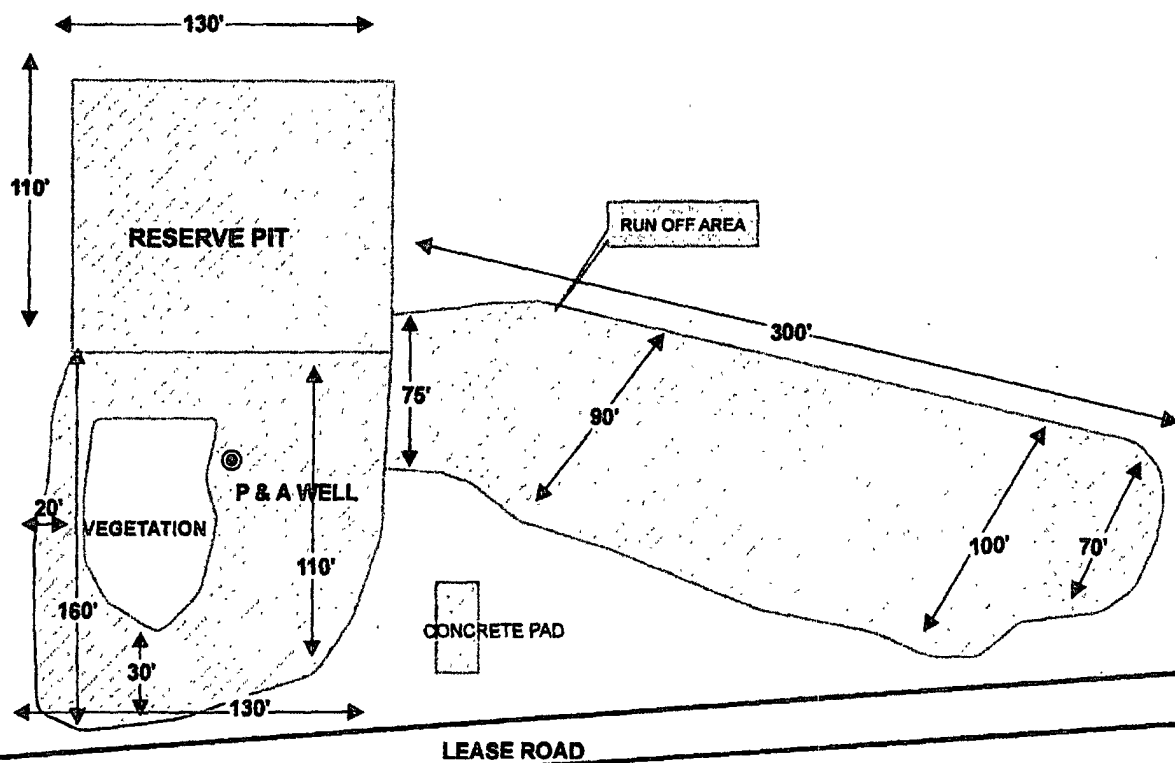 130'
110'
RESERVE PIT
RUN OFF AREA
300'
75'
90'
P & A WELL
20'
VEGETATION
110'
100'
70'
160'
CONCRETE PAD
30'
130'
LEASE ROAD